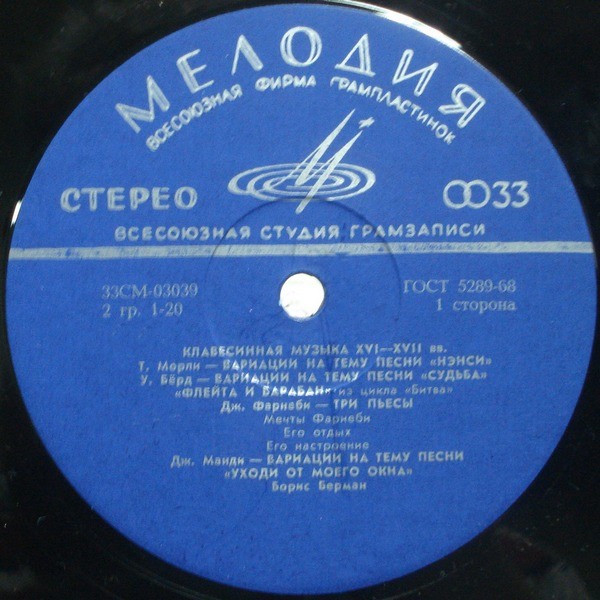 МЕЛОДИЯ
ВСЕСОЮЗНАЯ ФИРМА ГРАМПЛАСТИНОК
СТЕРЕО
33
ВСЕСОЮЗНАЯ СТУДИЯ ГРАМЗАПИСИ
33СМ-03039
ГОСТ 5289-68
2 гр. 1-20
1 сторона
КЛАВЕСИННАЯ МУЗЫКА XVI—XVII вв.
Т. Морли — ВАРИАЦИИ НА ТЕМУ ПЕСНИ «НЭНСИ»
У. Бёрд — ВАРИАЦИИ НА ТЕМУ ПЕСНИ «СУДЬБА»
«ФЛЕЙТА И БАРАБАН» из цикла «Битва»
Дж. Фарнеби — ТРИ ПЬЕСЫ
Мечты Фарнеби
Его отдых
Его настроение
Дж. Манди — ВАРИАЦИИ НА ТЕМУ ПЕСНИ
«УХОДИ ОТ МОЕГО ОКНА»
Борис Берман